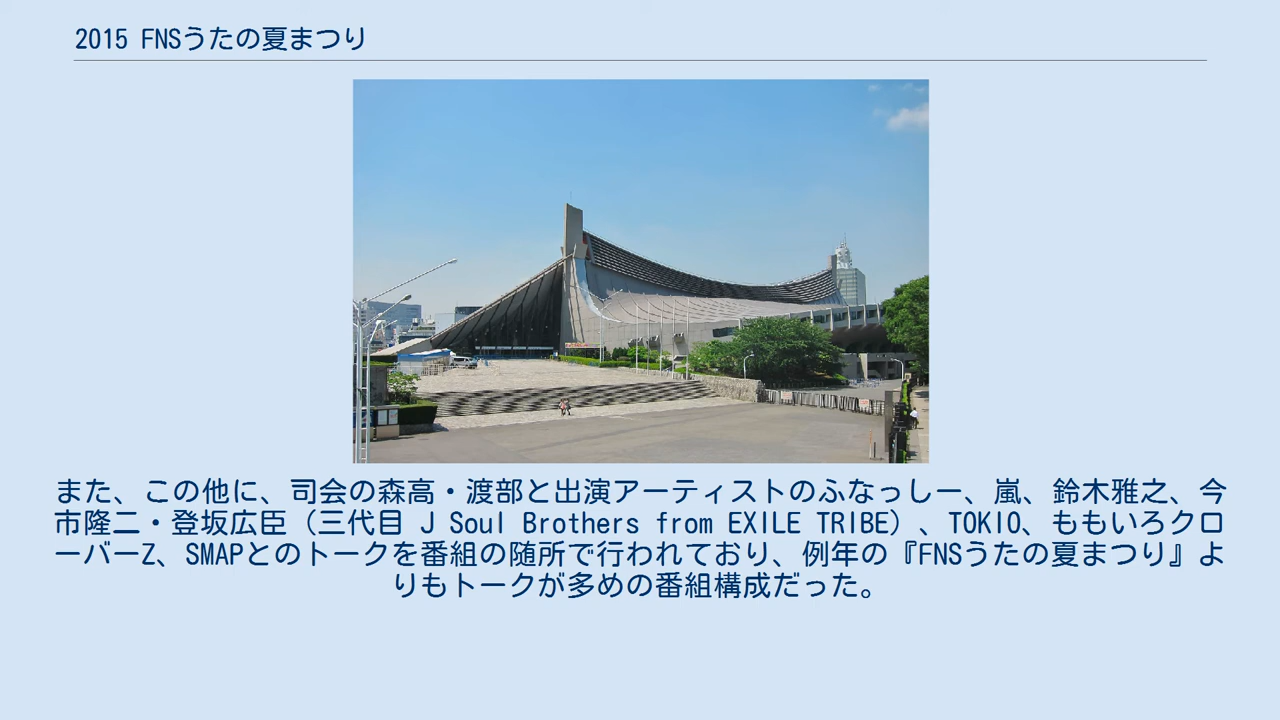 2015 FNSうたの夏まつり
また、この他に、司会の森高・渡部と出演アーティストのふなっしー、嵐、鈴木雅之、今
市隆二・登坂広臣（三代目 J Soul Brothers from EXILE TRIBE）、TOKIO、ももいろクロ
ーバーZ、SMAPとのトークを番組の随所で行われており、例年の『FNSうたの夏まつり』よ
りもトークが多めの番組構成だった。